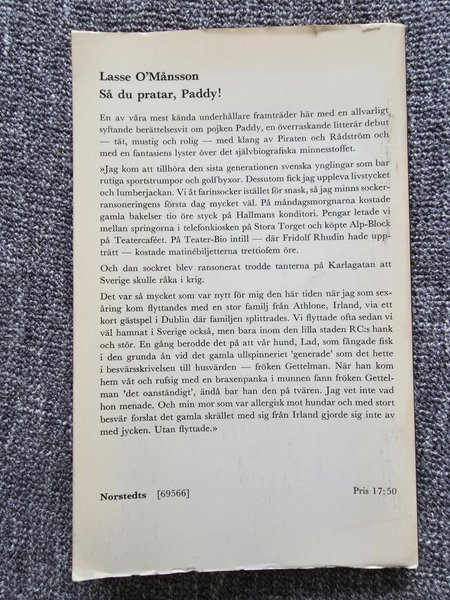 Lasse O'Månsson
Så du pratar, Paddy!
En av våra mest kända underhållare framträder här med en allvarligt
syftande berättelsesvit om pojken Paddy, en överraskande litterär debut
— tät, mustig och rolig — med klang av Piraten och Rådström och
med en fantasiens lyster över det självbiografiska minnesstoffet.
»Jag kom att tillhöra den sista generationen svenska ynglingar som bar
rutiga sportstrumpor och golfbyxor. Dessutom fick jag uppleva livstycket
och lumberjackan. Vi åt farinsocker istället för snask, så jag minns socker-
ransoneringens första dag mycket väl. På måndagsmorgnarna kostade
gamla bakelser tio öre styck på Hallmans konditori. Pengar letade vi
mellan springorna i telefonkiosken på Stora Torget och köpte Alp-Block
på Teatercaféet. På Teater-Bio intill — där Fridolf Rhudin hade upp-
trätt — kostade matinébiljetterna trettiofem öre.
Och dan sockret blev ransonerat trodde tanterna på Karlagatan att
Sverige skulle råka i krig.
Det var så mycket som var nytt för mig den här tiden när jag som sex-
åring kom flyttandes med en stor familj från Athlone, Irland, via ett
kort gästspel i Dublin där familjen splittrades. Vi flyttade ofta sedan vi
väl hamnat i Sverige också, men bara inom den lilla staden RC:s hank
och stör. En gång berodde det på att vår hund, Lad, som fångade fisk
i den grunda ån vid det gamla ullspinneriet 'generade' som det hette
i besvärsskrivelsen till husvärden — fröken Gettelman. När han kom
hem våt och rufsig med en braxenpanka i munnen fann fröken Gettel-
man 'det oanständigt', ändå bar han den på tvären. Jag vet inte vad
hon menade. Och min mor som var allergisk mot hundar och med stort
besvär forslat det gamla skrället med sig från Irland gjorde sig inte av
med jycken. Utan flyttade.»
Norstedts [69566] Pris 17:50